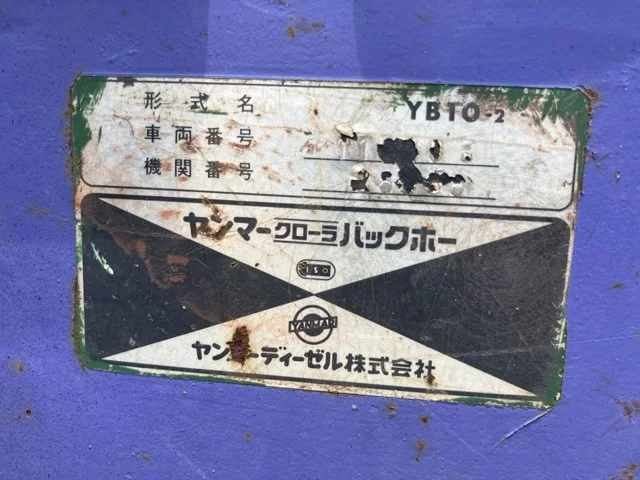 形式名 YB10-2
車両番号
機関番号
ヤンマークローラバックホー
ISO
YANMAR
ヤンマーディーゼル株式会社